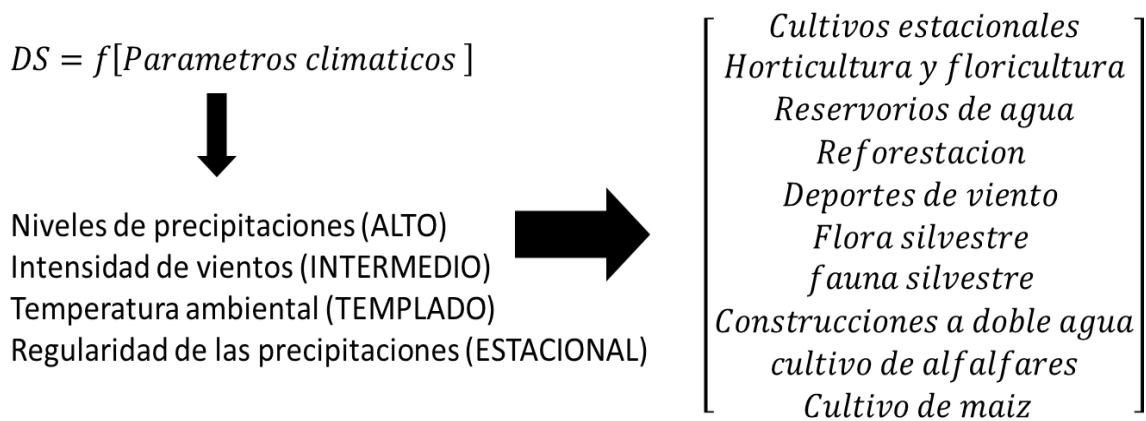 DS = f[Parametros climaticos ]
Niveles de precipitaciones (ALTO)
Intensidad de vientos (INTERMEDIO)
Temperatura ambiental (TEMPLADO)
Regularidad de las precipitaciones (ESTACIONAL)
Cultivos estacionales
Horticultura y floricultura
Reservorios de agua
Reforestacion
Deportes de viento
Flora silvestre
fauna silvestre
Construcciones a doble agua
cultivo de alfalfares
Cultivo de maiz